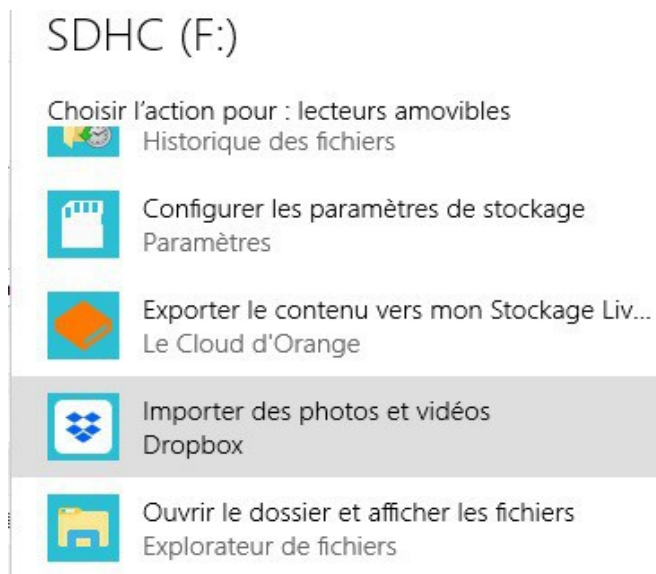 SDHC (F:)
Choisir l’action pour : lecteurs amovibles
Historique des fichiers
Configurer les paramètres de stockage
Paramètres
Exporter le contenu vers mon Stockage Liv...
Le Cloud d'Orange
Importer des photos et vidéos
Dropbox
Ouvrir le dossier et afficher les fichiers
Explorateur de fichiers